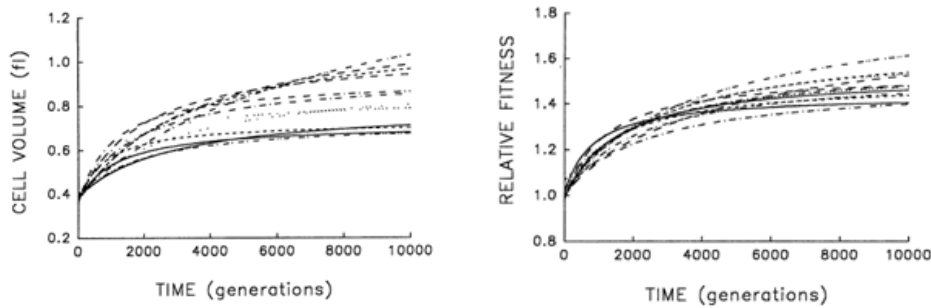 CELL VOLUME (fl)
1.2
1.0
0.8
0.6
0.4
0.2
0 2000 4000 6000 8000 10000
TIME (generations)
RELATIVE FITNESS
1.8
1.6
1.4
1.2
1.0
0.8
0 2000 4000 6000 8000 10000
TIME (generations)